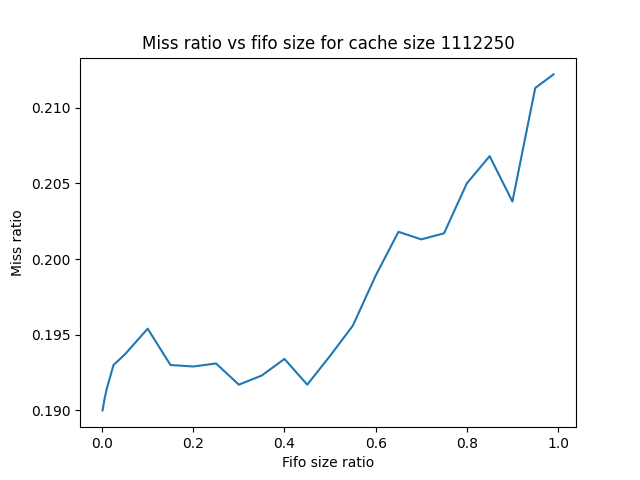 Miss ratio vs fifo size for cache size 1112250
0.210
0.205
0.200
0.195
0.190
Miss ratio
0.0 0.2 0.4 0.6 0.8 1.0
Fifo size ratio